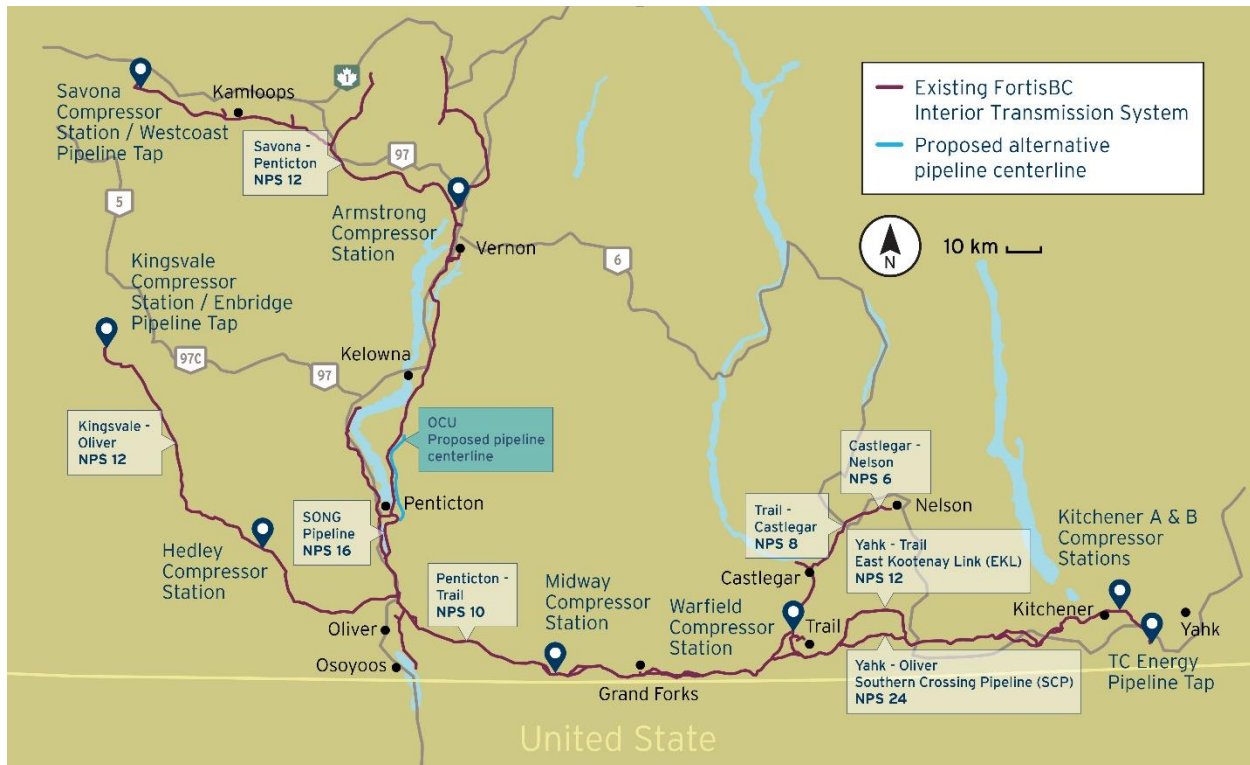 Savona
Compressor
Station / Westcoast
Pipeline Tap
Kamloops
1
Savona -
Penticton
NPS 12
97
Existing FortisBC
Interior Transmission System
Proposed alternative
pipeline centerline
N
10 km
5
Armstrong
Compressor
Station
Vernon
6
Kingsvale
Compressor
Station / Enbridge
Pipeline Tap
97C
97
Kelowna
Kingsvale -
Oliver
NPS 12
OCU
Proposed pipeline
centerline
Penticton
SONG
Pipeline
NPS 16
Hedley
Compressor
Station
Castlegar -
Nelson
NPS 6
Nelson
Trail -
Castlegar
NPS 8
Yahk - Trail
East Kootenay Link (EKL)
NPS 12
Kitchener A & B
Compressor
Stations
Penticton -
Trail
NPS 10
Midway
Compressor
Station
Castlegar
Warfield
Compressor
Station
Trail
Kitchener
Yahk
Oliver
Osoyoos
Grand Forks
Yahk - Oliver
Southern Crossing Pipeline (SCP)
NPS 24
TC Energy
Pipeline Tap
United State